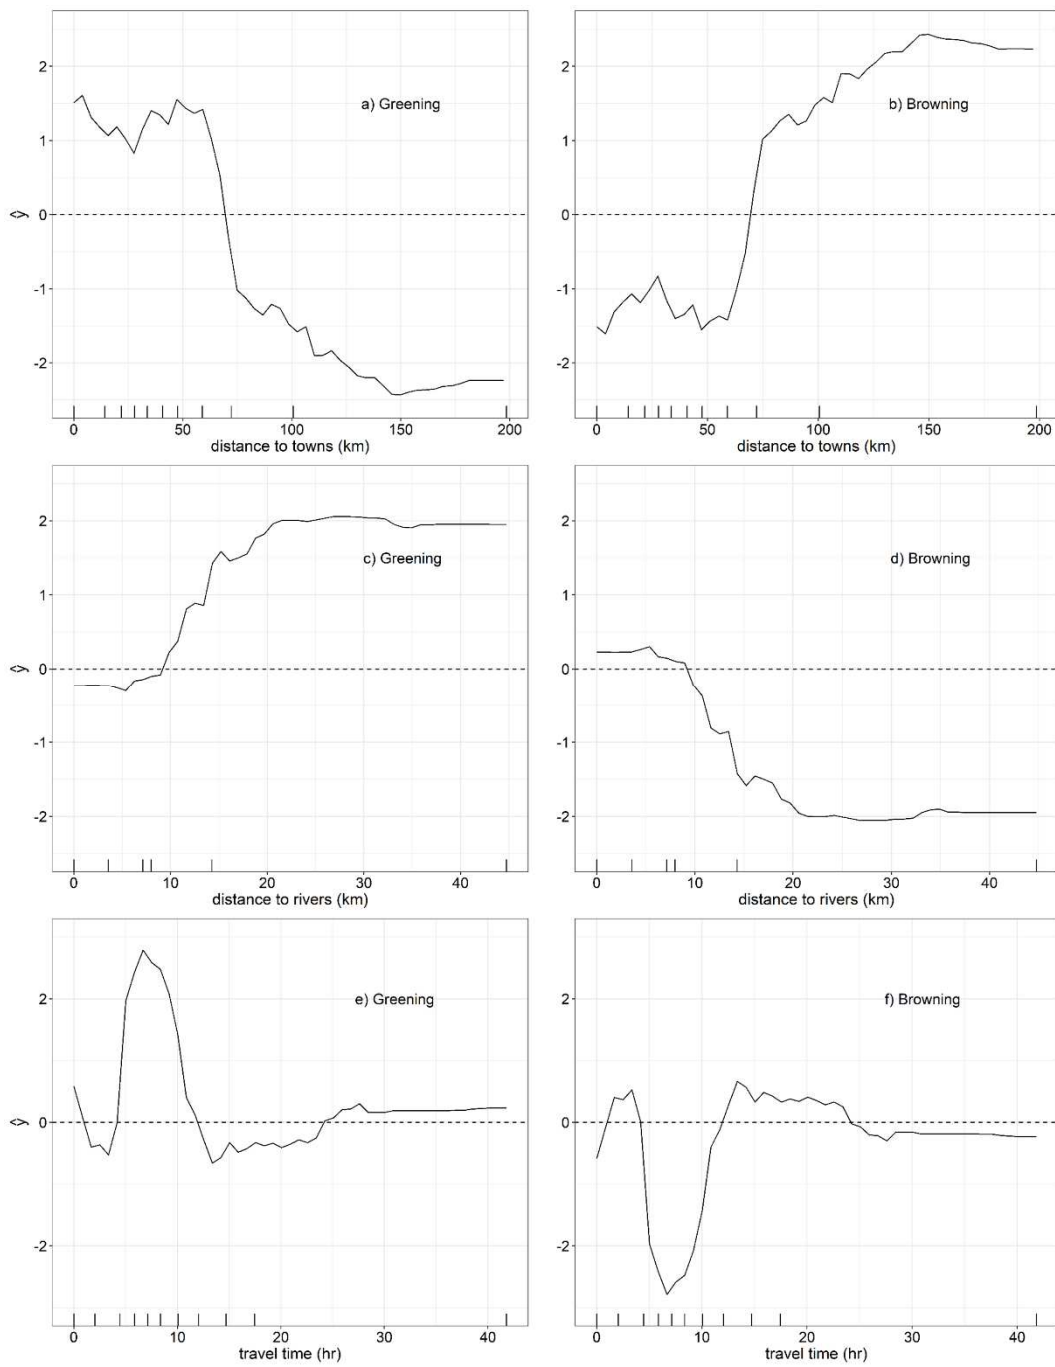 a) Greening
2
1
0
-1
-2
ŷ
0 50 100 150 200
distance to towns (km)
b) Browning
2
1
0
-1
-2
0 50 100 150 200
distance to towns (km)
c) Greening
2
1
0
-1
-2
ŷ
0 10 20 30 40
distance to rivers (km)
d) Browning
2
1
0
-1
-2
0 10 20 30 40
distance to rivers (km)
e) Greening
2
0
-2
ŷ
0 10 20 30 40
travel time (hr)
f) Browning
2
0
-2
0 10 20 30 40
travel time (hr)